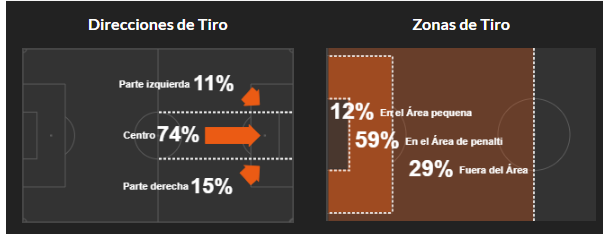 Direcciones de Tiro
Parte izquierda 11%
Centro 74%
Parte derecha 15%
Zonas de Tiro
12% En el Área pequena
59% En el Área de penalti
29% Fuera del Área